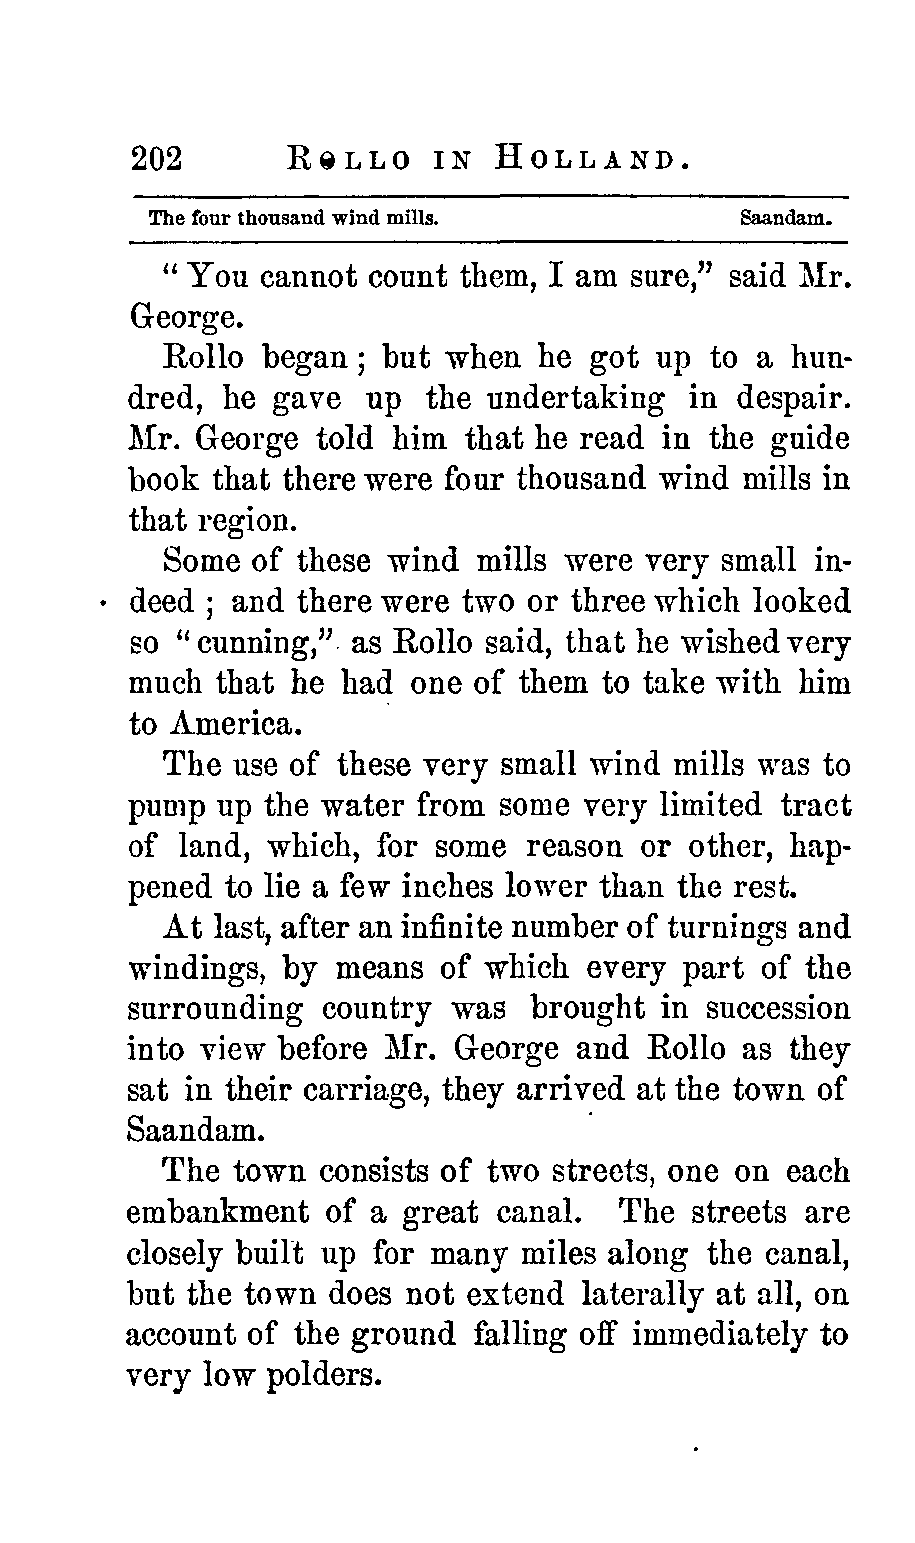 202 ROLLO IN HOLLAND.
The four thousand wind mills. Saandam.
“You cannot count them, I am sure,” said Mr.
George.
Rollo began; but when he got up to a hun-
dred, he gave up the undertaking in despair.
Mr. George told him that he read in the guide
book that there were four thousand wind mills in
that region.
Some of these wind mills were very small in-
deed; and there were two or three which looked
so “cunning,” as Rollo said, that he wished very
much that he had one of them to take with him
to America.
The use of these very small wind mills was to
pump up the water from some very limited tract
of land, which, for some reason or other, hap-
pened to lie a few inches lower than the rest.
At last, after an infinite number of turnings and
windings, by means of which every part of the
surrounding country was brought in succession
into view before Mr. George and Rollo as they
sat in their carriage, they arrived at the town of
Saandam.
The town consists of two streets, one on each
embankment of a great canal. The streets are
closely built up for many miles along the canal,
but the town does not extend laterally at all, on
account of the ground falling off immediately to
very low polders.